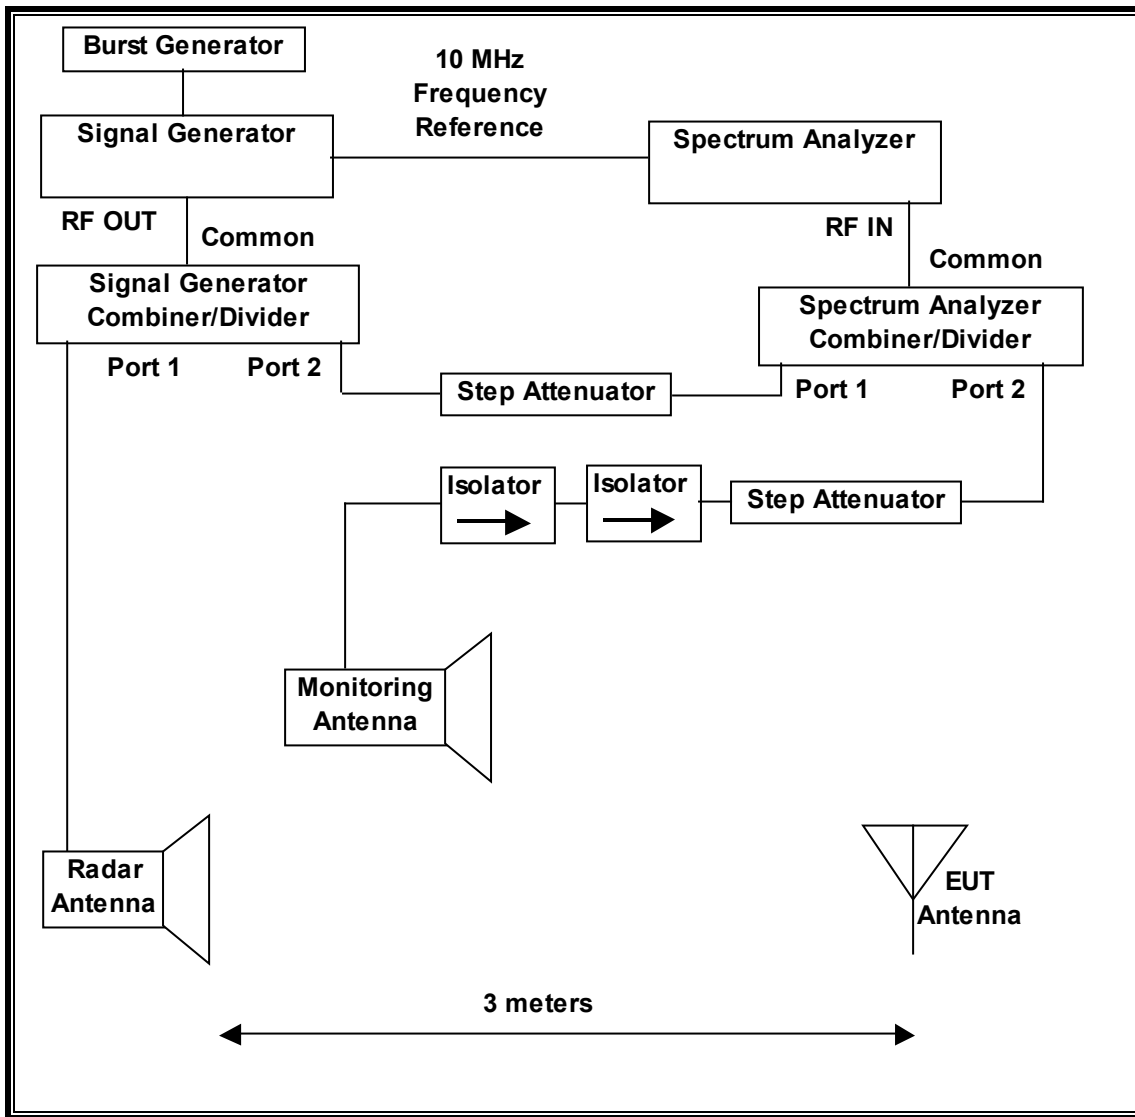 Burst Generator
10 MHz
Frequency
Reference
Signal Generator
Spectrum Analyzer
RF OUT
Common
RF IN
Common
Signal Generator
Combiner/Divider
Spectrum Analyzer
Combiner/Divider
Port 1
Port 2
Step Attenuator
Port 1
Port 2
Isolator
Isolator
Step Attenuator
Monitoring
Antenna
Radar
Antenna
EUT
Antenna
3 meters